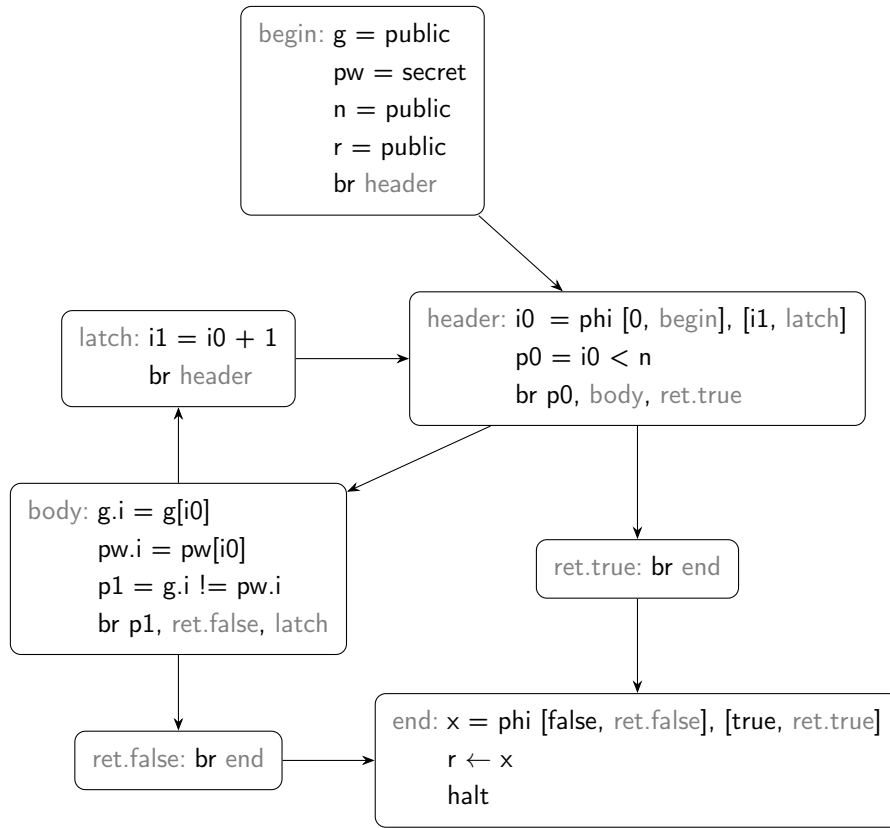 begin: g = public
pw = secret
n = public
r = public
br header
header: i0 = phi [0, begin], [i1, latch]
p0 = i0 < n
br p0, body, ret.true
latch: i1 = i0 + 1
br header
body: g.i = g[i0]
pw.i = pw[i0]
p1 = g.i != pw.i
br p1, ret.false, latch
ret.true: br end
ret.false: br end
end: x = phi [false, ret.false], [true, ret.true]
r ← x
halt